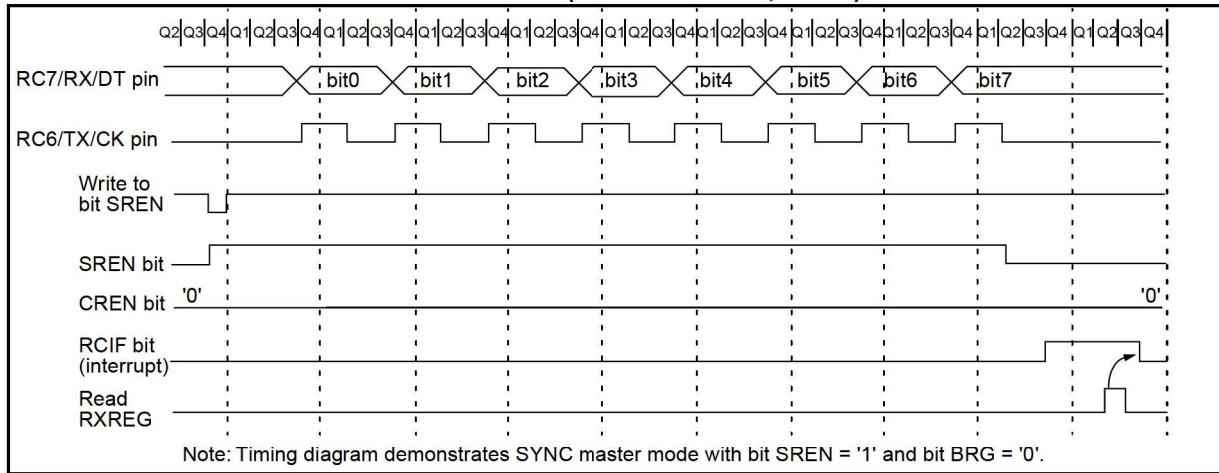 Q2 Q3 Q4 Q1 Q2 Q3 Q4 Q1 Q2 Q3 Q4 Q1 Q2 Q3 Q4 Q1 Q2 Q3 Q4 Q1 Q2 Q3 Q4 Q1 Q2 Q3 Q4 Q1 Q2 Q3 Q4 Q1 Q2 Q3 Q4 Q1 Q2 Q3 Q4 Q1 Q2 Q3 Q4
RC7/RX/DT pin bit0 bit1 bit2 bit3 bit4 bit5 bit6 bit7
RC6/TX/CK pin
Write to
bit SREN
SREN bit
CREN bit '0' '0'
RCIF bit
(interrupt)
Read
RXREG
Note: Timing diagram demonstrates SYNC master mode with bit SREN = '1' and bit BRG = '0'.